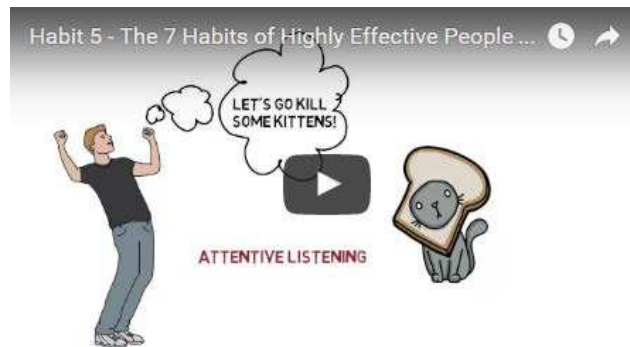 Habit 5 - The 7 Habits of Highly Effective People ...
LET'S GO KILL
SOME KITTENS!
ATTENTIVE LISTENING